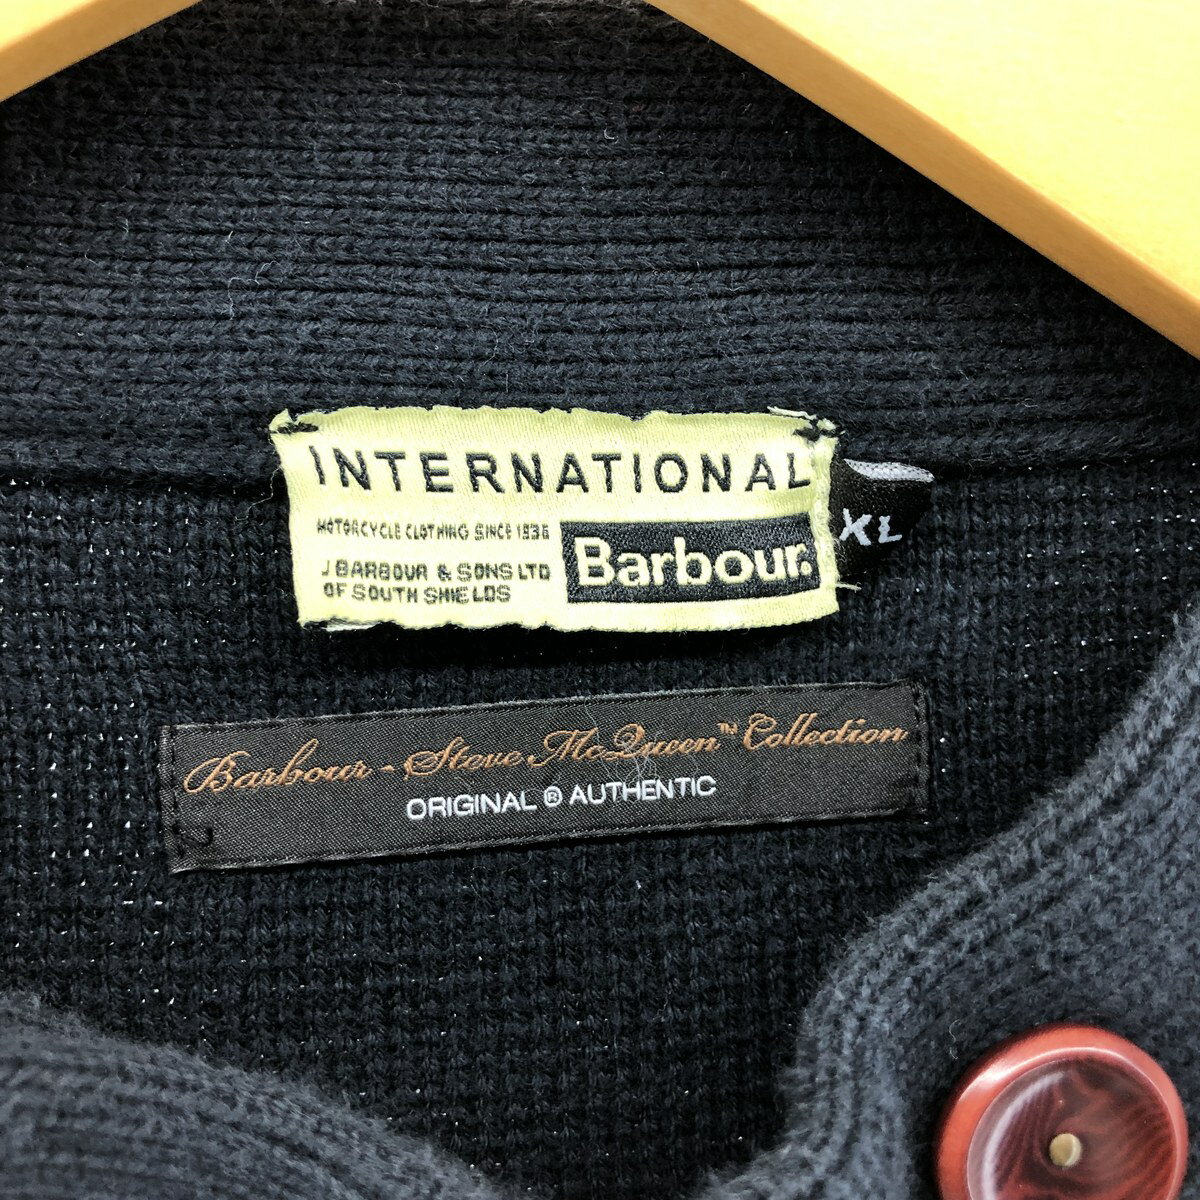 INTERNATIONAL
MOTORCYCLE CLOTHING SINCE 1936
J BARBOUR & SONS LTD
OF SOUTH SHIELDS
Barbour.
XL
Barbour - Steve McQueen™ Collection
ORIGINAL ® AUTHENTIC